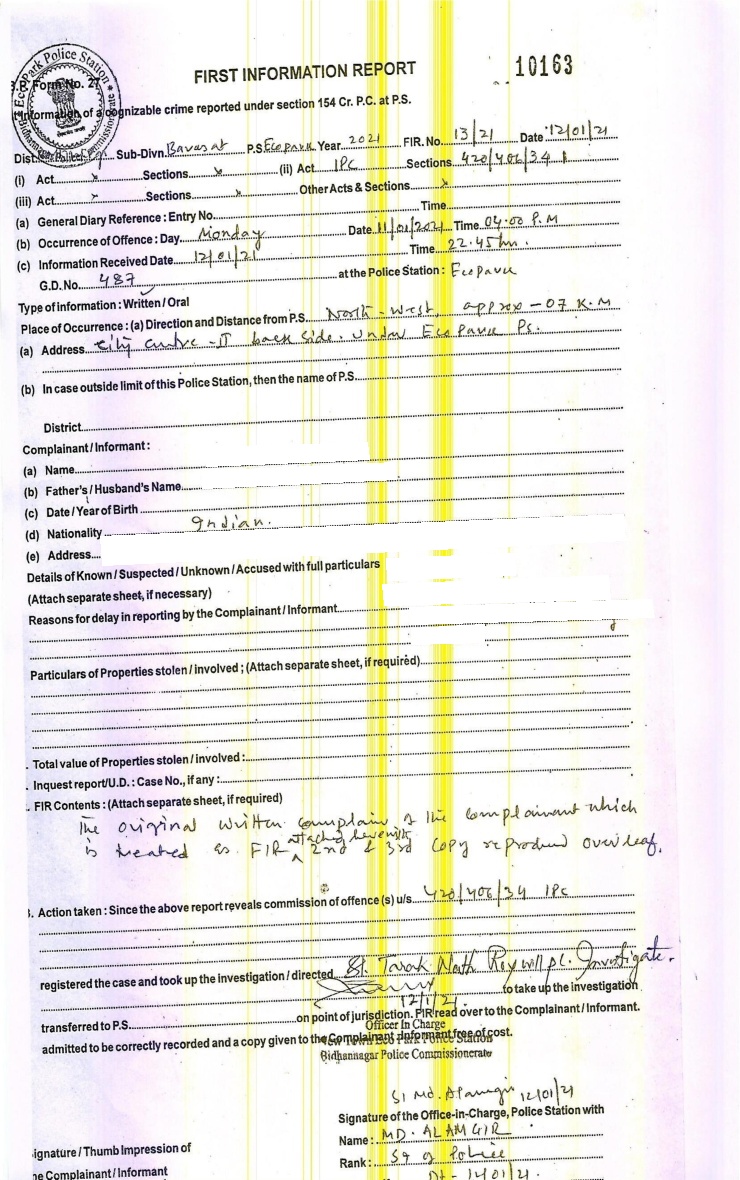 Eco Park Police Station
Bidhannagar Police Commissionerate
FIRST INFORMATION REPORT
10163
Form No. 27
Information of a cognizable crime reported under section 154 Cr. P.C. at P.S.
Dist. Sub-Divn. Barasat P.S. Ecopark Year 2021 FIR. No. 13/21 Date 12/01/21
(i) Act Sections (ii) Act IPC Sections 420/406/34
(iii) Act Sections Other Acts & Sections
(a) General Diary Reference : Entry No. Time
(b) Occurrence of Offence : Day Monday Date 11/01/2021 Time 04.00 P.M
(c) Information Received Date 12/01/21 Time 22.45 hrs.
G.D. No. 487 at the Police Station : Ecopark
Type of information : Written / Oral
Place of Occurrence : (a) Direction and Distance from P.S. North-West, approx - 07 K.M
(a) Address City Centre - II back side. under Eco Park Ps.
(b) In case outside limit of this Police Station, then the name of P.S.
District
Complainant / Informant :
(a) Name
(b) Father's / Husband's Name
(c) Date / Year of Birth
(d) Nationality Indian.
(e) Address
Details of Known / Suspected / Unknown / Accused with full particulars
(Attach separate sheet, if necessary)
Reasons for delay in reporting by the Complainant / Informant
Particulars of Properties stolen / involved ; (Attach separate sheet, if required)
. Total value of Properties stolen / involved :
. Inquest report/U.D. : Case No., if any :
. FIR Contents : (Attach separate sheet, if required)
The original written complain of the complainant which
is treated as FIR attached herewith 2nd & 3rd copy reproduced overleaf.
. Action taken : Since the above report reveals commission of offence (s) u/s 420/406/34 IPC
registered the case and took up the investigation / directed SI. Tarak Nath Roy will pl. Investigate.
to take up the investigation
12/1/21
transferred to P.S. on point of jurisdiction. FIR read over to the Complainant / Informant.
Officer In Charge
admitted to be correctly recorded and a copy given to the Complainant - Informant free of cost.
New Town Eco Park Police Station
Bidhannagar Police Commissionerate
SI Md. Alamgir 12/01/21
Signature of the Office-in-Charge, Police Station with
Name : MD. ALAMGIR
ignature / Thumb Impression of
Rank : SI of Police
he Complainant / Informant